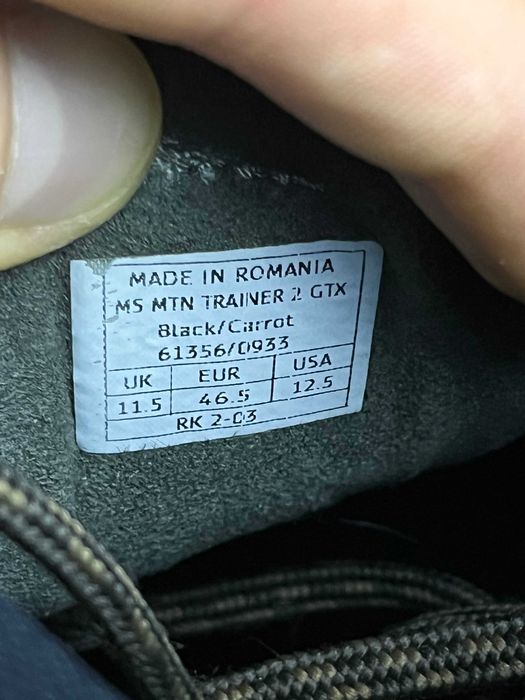 MADE IN ROMANIA
MS MTN TRAINER 2 GTX
Black/Carrot
61356/0933
UK EUR USA
11.5 46.5 12.5
RK 2-03